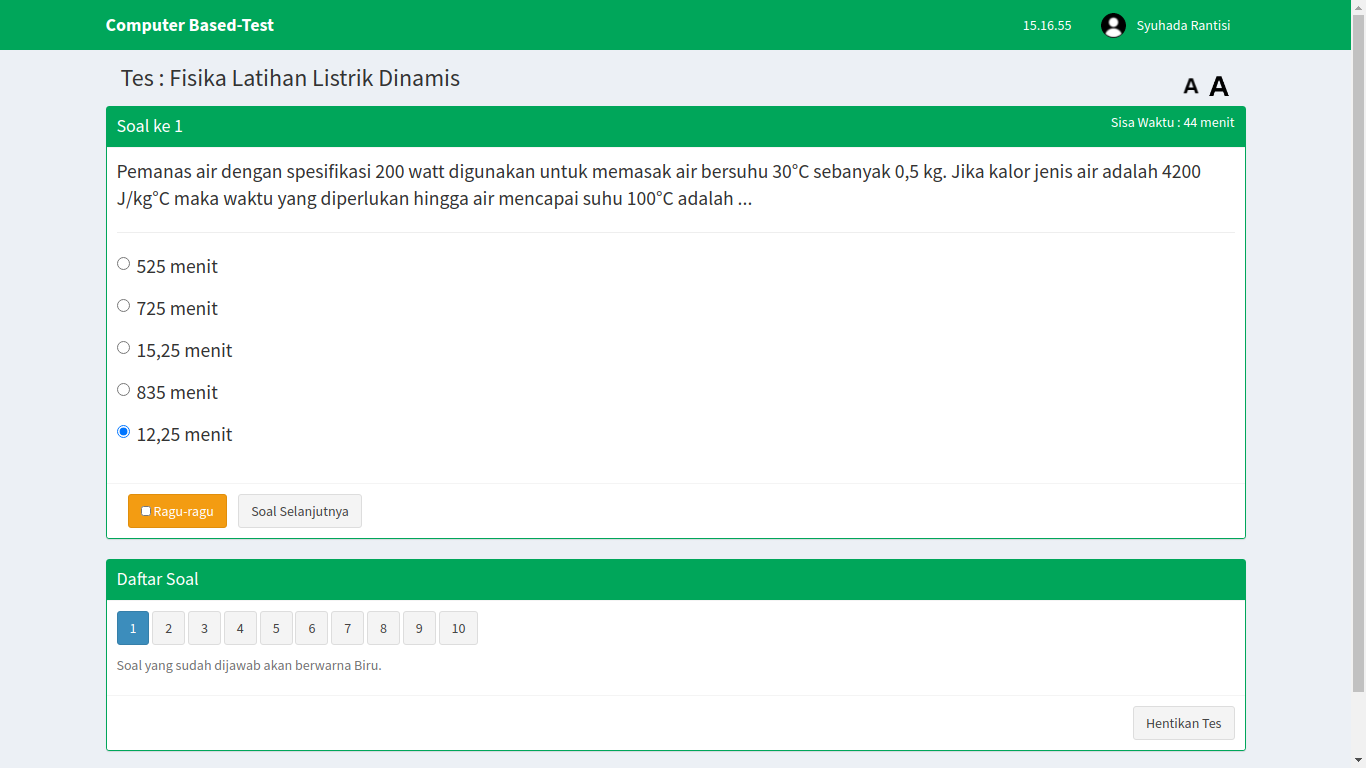 Computer Based-Test
15.16.55
Syuhada Rantisi
Tes : Fisika Latihan Listrik Dinamis
A A
Soal ke 1
Sisa Waktu : 44 menit
Pemanas air dengan spesifikasi 200 watt digunakan untuk memasak air bersuhu 30°C sebanyak 0,5 kg. Jika kalor jenis air adalah 4200
J/kg°C maka waktu yang diperlukan hingga air mencapai suhu 100°C adalah ...
525 menit
725 menit
15,25 menit
835 menit
12,25 menit
Ragu-ragu
Soal Selanjutnya
Daftar Soal
1 2 3 4 5 6 7 8 9 10
Soal yang sudah dijawab akan berwarna Biru.
Hentikan Tes